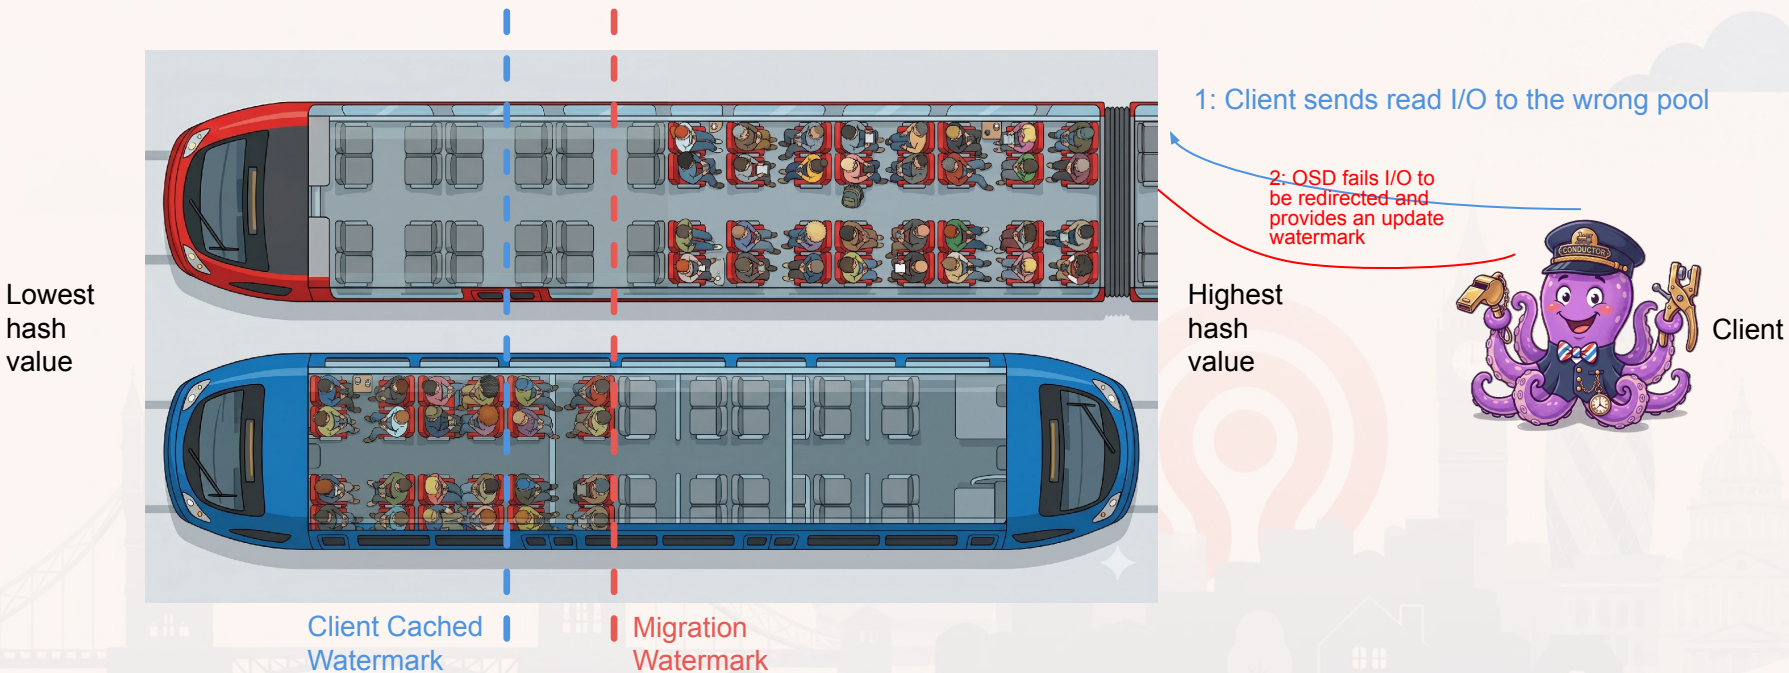 1: Client sends read I/O to the wrong pool
2: OSD fails I/O to
be redirected and
provides an update
watermark
CONDUCTOR
Lowest
hash
value
Highest
hash
value
Client
Client Cached
Watermark
Migration
Watermark